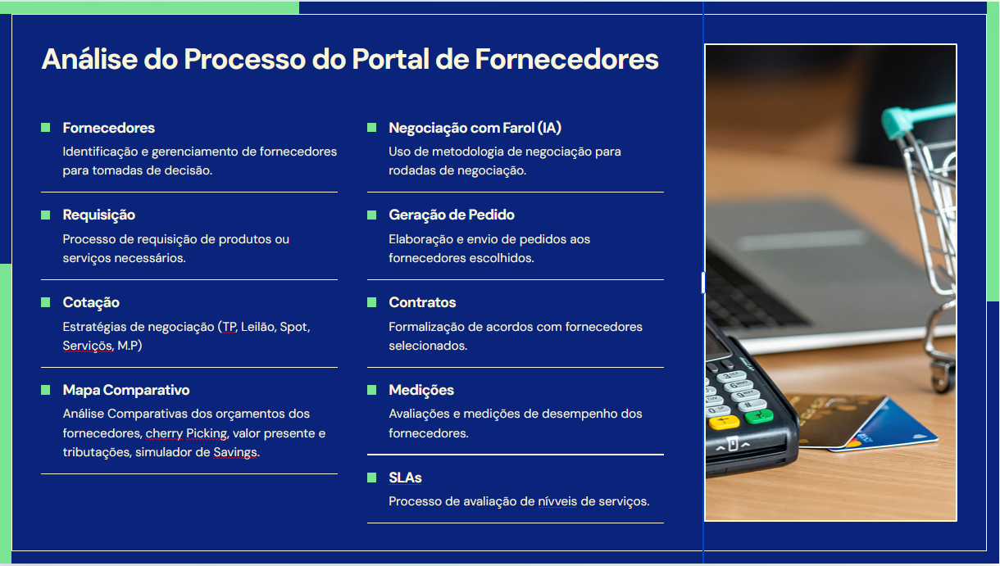 Análise do Processo do Portal de Fornecedores
Fornecedores
Identificação e gerenciamento de fornecedores
para tomadas de decisão.
Requisição
Processo de requisição de produtos ou
serviços necessários.
Cotação
Estratégias de negociação (TP, Leilão, Spot,
Serviçõs, M.P)
Mapa Comparativo
Análise Comparativas dos orçamentos dos
fornecedores, cherry Picking, valor presente e
tributações, simulador de Savings.
Negociação com Farol (IA)
Uso de metodologia de negociação para
rodadas de negociação.
Geração de Pedido
Elaboração e envio de pedidos aos
fornecedores escolhidos.
Contratos
Formalização de acordos com fornecedores
selecionados.
Medições
Avaliações e medições de desempenho dos
fornecedores.
SLAs
Processo de avaliação de nívveis de serviços.